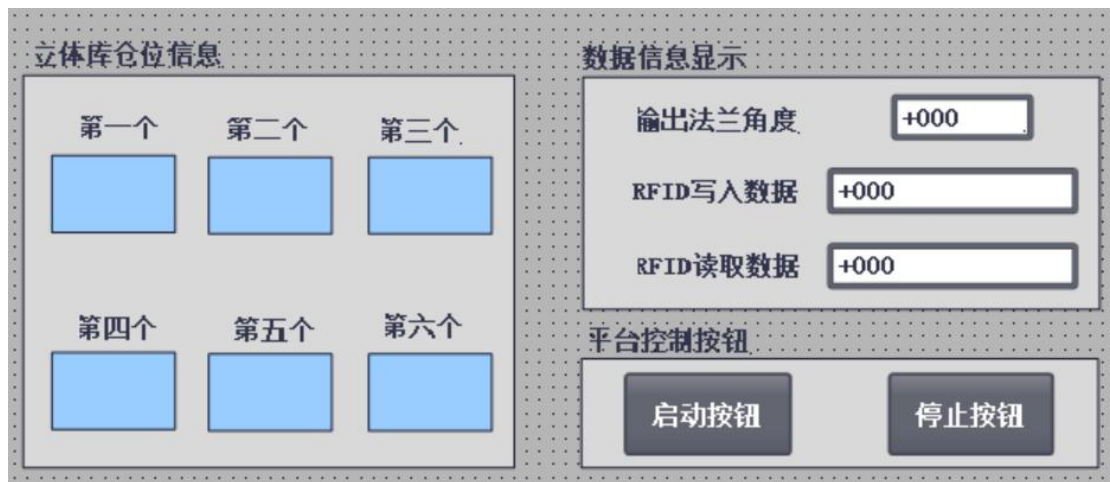 立体库仓位信息
第一个 第二个 第三个
第四个 第五个 第六个
数据信息显示
输出法兰角度 +000
RFID写入数据 +000
RFID读取数据 +000
平台控制按钮
启动按钮 停止按钮